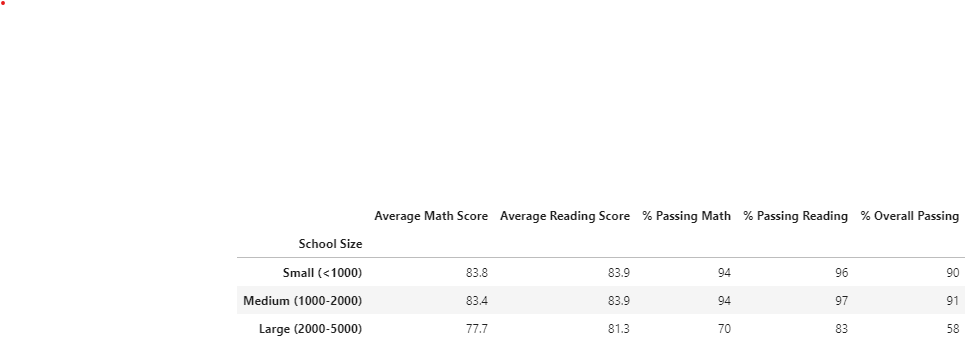 Average Math Score Average Reading Score % Passing Math % Passing Reading % Overall Passing
School Size
Small (<1000) 83.8 83.9 94 96 90
Medium (1000-2000) 83.4 83.9 94 97 91
Large (2000-5000) 77.7 81.3 70 83 58